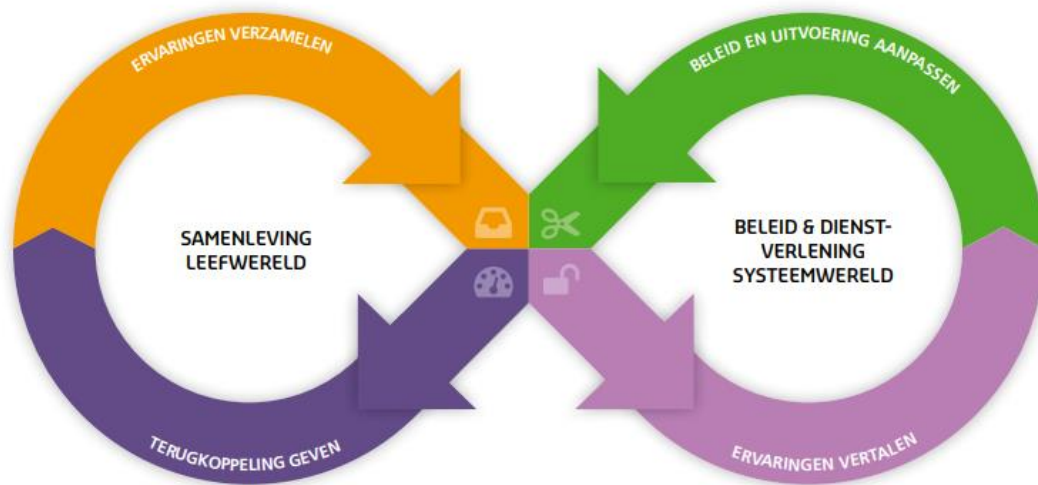 ERVARINGEN VERZAMELEN
BELEID EN UITVOERING AANPASSEN
SAMENLEVING
LEEFWERELD
BELEID & DIENST-
VERLENING
SYSTEEMWERELD
TERUGKOPPELING GEVEN
ERVARINGEN VERTALEN